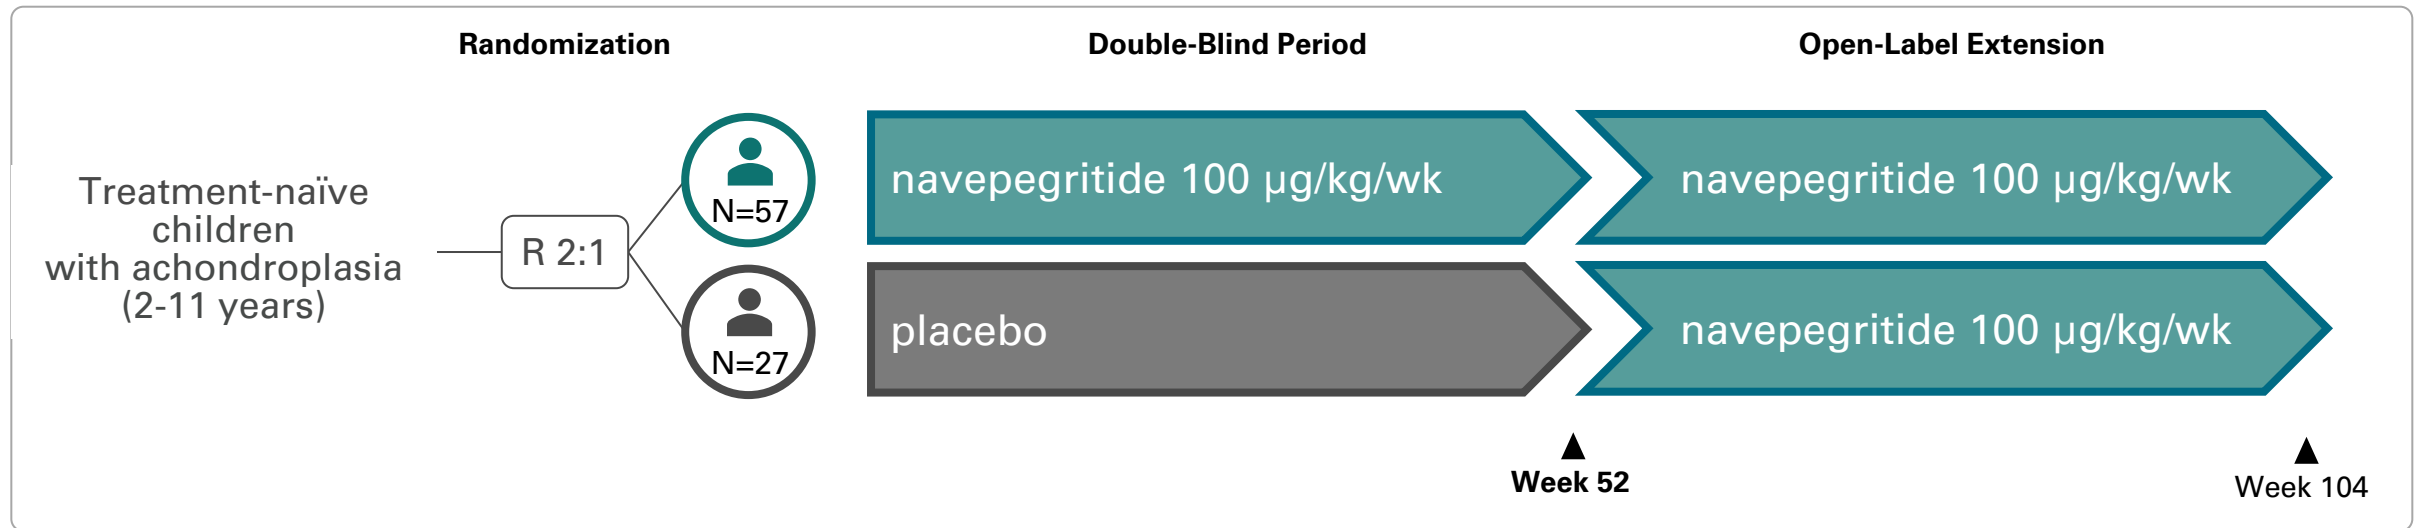 Randomization
Double-Blind Period
Open-Label Extension
Treatment-naïve
children
with achondroplasia
(2-11 years)
R 2:1
N=57
N=27
navepegritide 100 µg/kg/wk
navepegritide 100 µg/kg/wk
placebo
navepegritide 100 µg/kg/wk
Week 52
Week 104